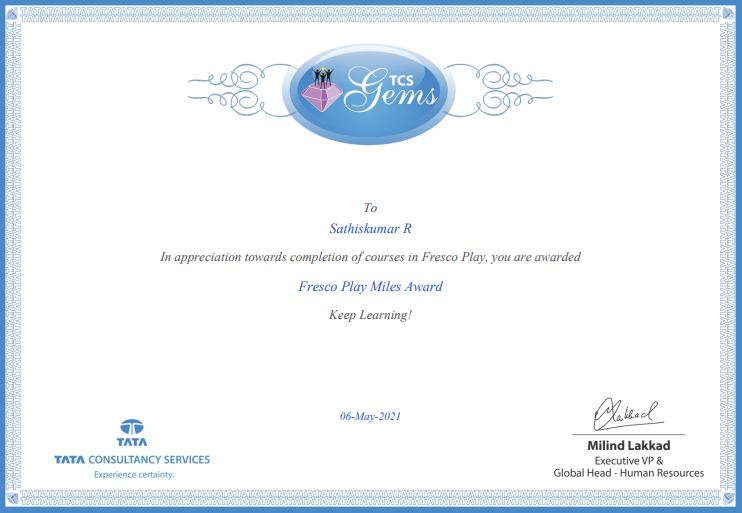 TCS
Gems
To
Sathiskumar R
In appreciation towards completion of courses in Fresco Play, you are awarded
Fresco Play Miles Award
Keep Learning!
06-May-2021
TATA
TATA CONSULTANCY SERVICES
Experience certainty.
Lakkad
Milind Lakkad
Executive VP &
Global Head - Human Resources